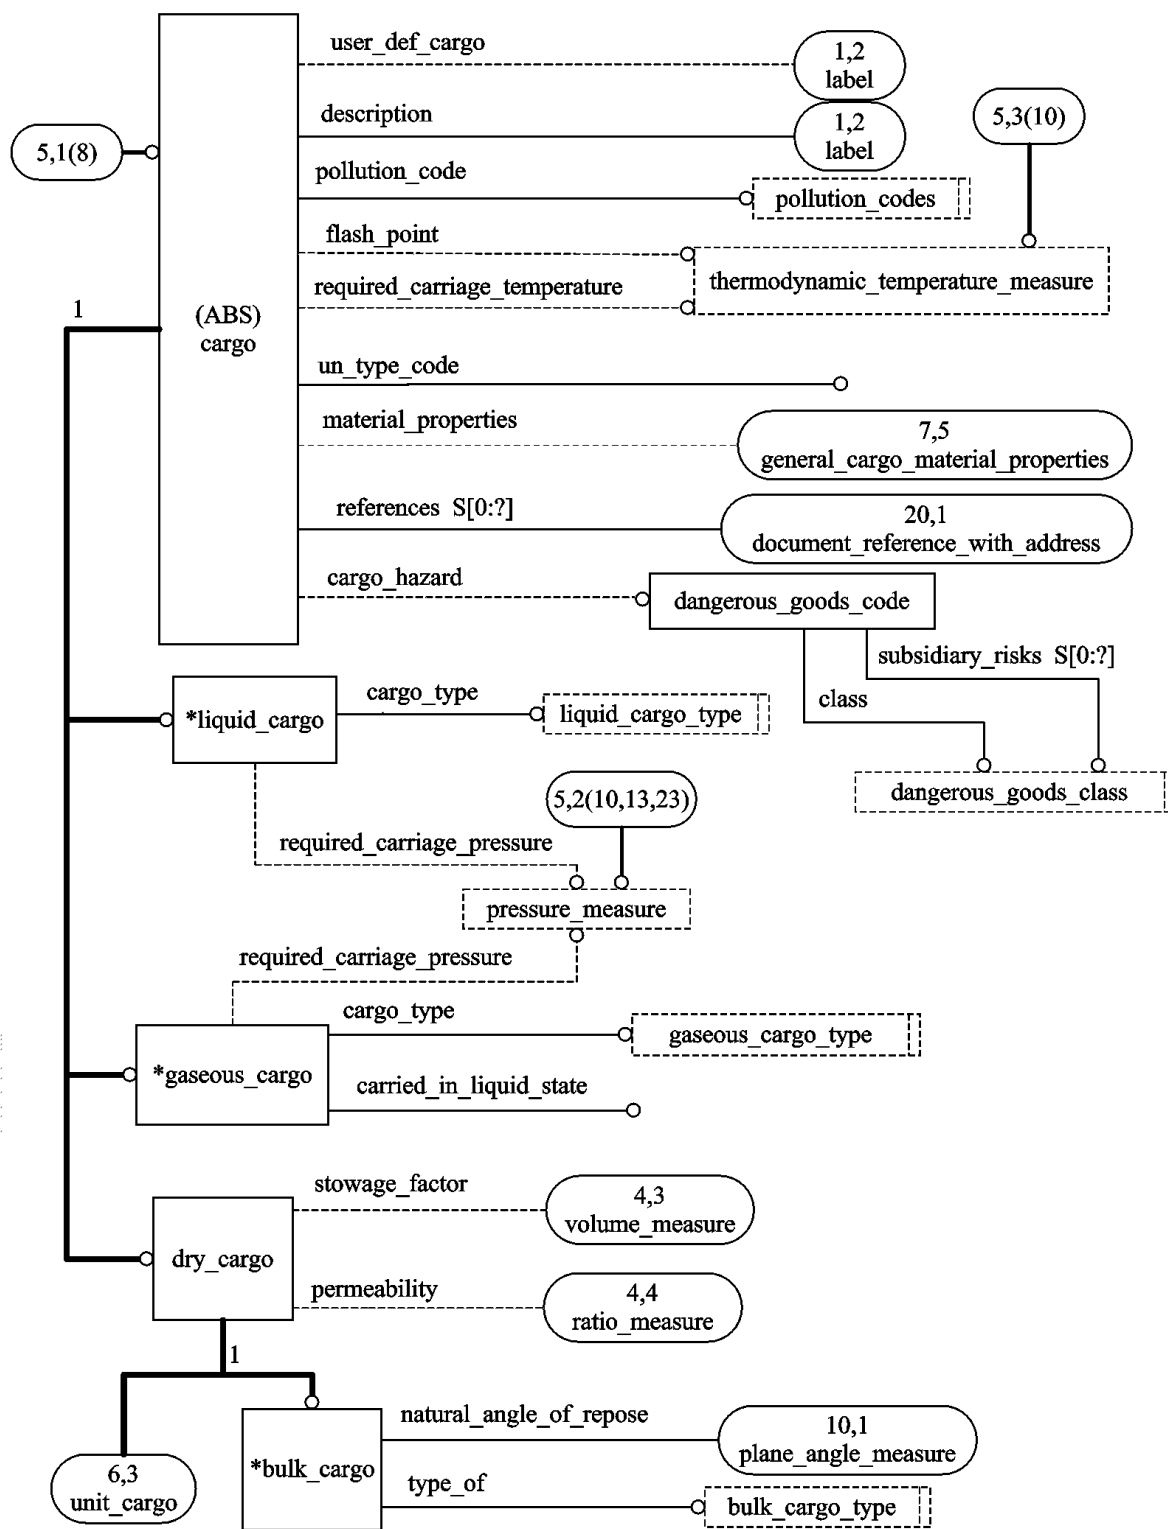 user_def_cargo
1,2
label
description
1,2
label
5,3(10)
5,1(8)
pollution_code
pollution_codes
flash_point
thermodynamic_temperature_measure
required_carriage_temperature
1
(ABS)
cargo
un_type_code
material_properties
7,5
general_cargo_material_properties
references S[0:?]
20,1
document_reference_with_address
cargo_hazard
dangerous_goods_code
subsidiary_risks S[0:?]
class
dangerous_goods_class
*liquid_cargo
cargo_type
liquid_cargo_type
5,2(10,13,23)
required_carriage_pressure
pressure_measure
required_carriage_pressure
cargo_type
gaseous_cargo_type
*gaseous_cargo
carried_in_liquid_state
stowage_factor
4,3
volume_measure
dry_cargo
permeability
4,4
ratio_measure
1
natural_angle_of_repose
10,1
plane_angle_measure
*bulk_cargo
type_of
bulk_cargo_type
6,3
unit_cargo